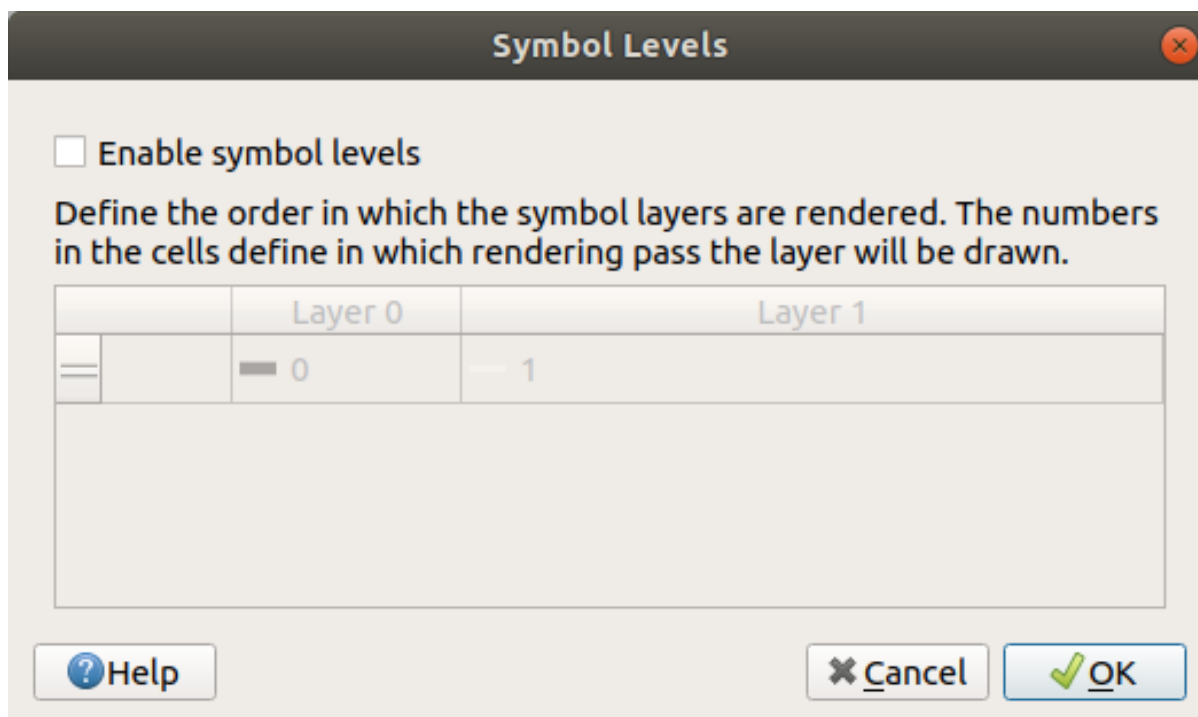 Symbol Levels
Enable symbol levels
Define the order in which the symbol layers are rendered. The numbers
in the cells define in which rendering pass the layer will be drawn.
Layer 0 Layer 1
0 1
Help Cancel OK